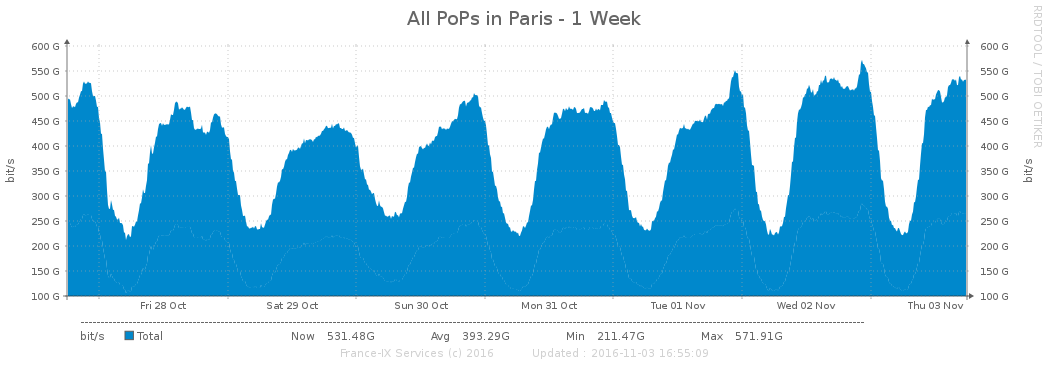 All PoPs in Paris - 1 Week
RRDTOOL / TOBI OETIKER
bit/s
600 G
550 G
500 G
450 G
400 G
350 G
300 G
250 G
200 G
150 G
100 G
600 G
550 G
500 G
450 G
400 G
350 G
300 G
250 G
200 G
150 G
100 G
bit/s
Fri 28 Oct Sat 29 Oct Sun 30 Oct Mon 31 Oct Tue 01 Nov Wed 02 Nov Thu 03 Nov
bit/s Total Now 531.48G Avg 393.29G Min 211.47G Max 571.91G
France-IX Services (c) 2016 Updated : 2016-11-03 16:55:09